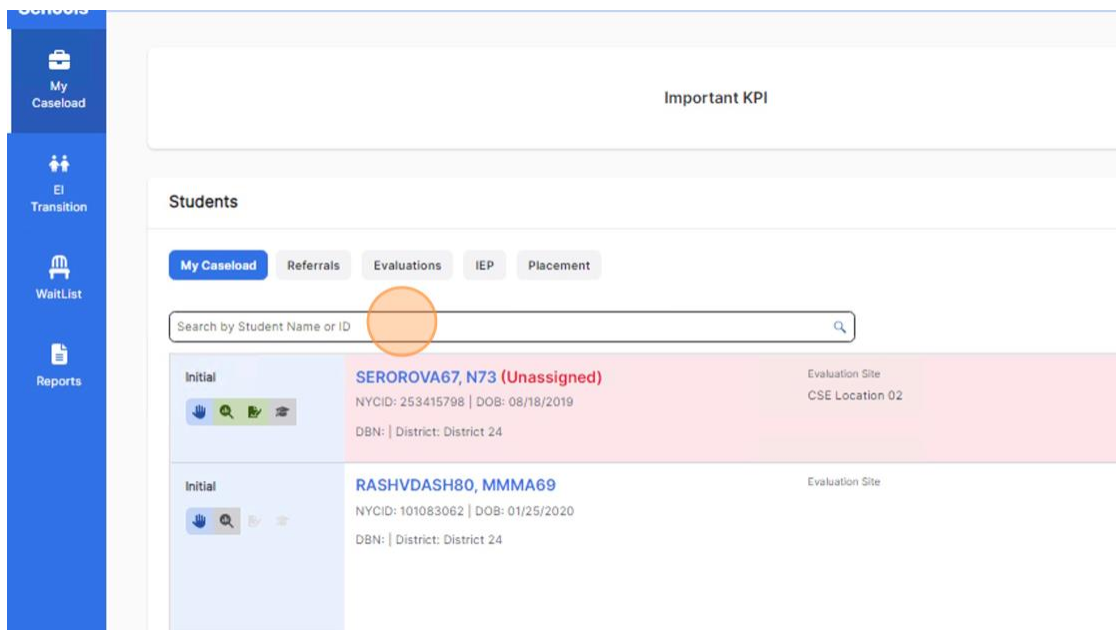 Schools
My
Caseload
EI
Transition
WaitList
Reports
Important KPI
Students
My Caseload Referrals Evaluations IEP Placement
Search by Student Name or ID
Initial
SEROROVA67, N73 (Unassigned)
NYCID: 253415798 | DOB: 08/18/2019
DBN: | District: District 24
Evaluation Site
CSE Location 02
Initial
RASHVDASH80, MMMA69
NYCID: 101083062 | DOB: 01/25/2020
DBN: | District: District 24
Evaluation Site